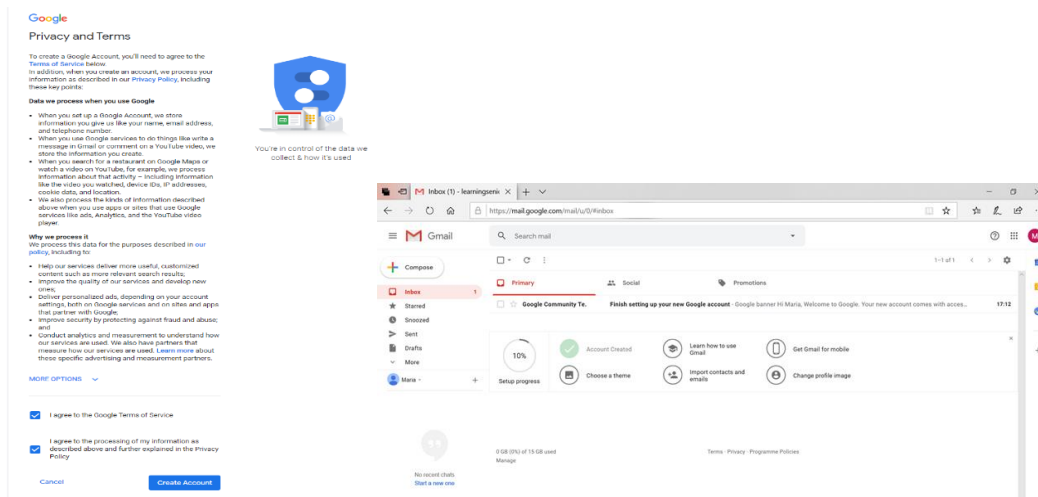 Google
Privacy and Terms
To create a Google Account, you'll need to agree to the
Terms of Service below.
In addition, when you create an account, we process your
information as described in our Privacy Policy, including
these key points:
Data we process when you use Google
• When you set up a Google Account, we store
information you give us like your name, email address,
and telephone number.
• When you use Google services to do things like write a
message in Gmail or comment on a YouTube video, we
store the information you create.
• When you search for a restaurant on Google Maps or
watch a video on YouTube, for example, we process
information about that activity – including information
like the video you watched, device IDs, IP addresses,
cookie data, and location.
• We also process the kinds of information described
above when you use apps or sites that use Google
services like ads, Analytics, and the YouTube video
player.
Why we process it
We process this data for the purposes described in our
policy, including to:
• Help our services deliver more useful, customized
content such as more relevant search results;
• Improve the quality of our services and develop new
ones;
• Deliver personalized ads, depending on your account
settings, both on Google services and on sites and apps
that partner with Google;
• Improve security by protecting against fraud and abuse;
and
• Conduct analytics and measurement to understand how
our services are used. We also have partners that
measure how our services are used. Learn more about
these specific advertising and measurement partners.
MORE OPTIONS
I agree to the Google Terms of Service
I agree to the processing of my information as
described above and further explained in the Privacy
Policy
Cancel Create Account
You're in control of the data we
collect & how it's used
Inbox (1) - learningseni
https://mail.google.com/mail/u/0/#inbox
Gmail Search mail M
Compose 1-1 of 1
Primary Social Promotions
Inbox 1
Google Community Te. Finish setting up your new Google account - Google banner Hi Maria, Welcome to Google. Your new account comes with acces... 17:12
Starred
Snoozed
Sent
Drafts
More
Maria
10%
Setup progress
Account Created
Learn how to use
Gmail
Get Gmail for mobile
Choose a theme
Import contacts and
emails
Change profile image
0 GB (0%) of 15 GB used
Manage
Terms · Privacy · Programme Policies
No recent chats
Start a new one